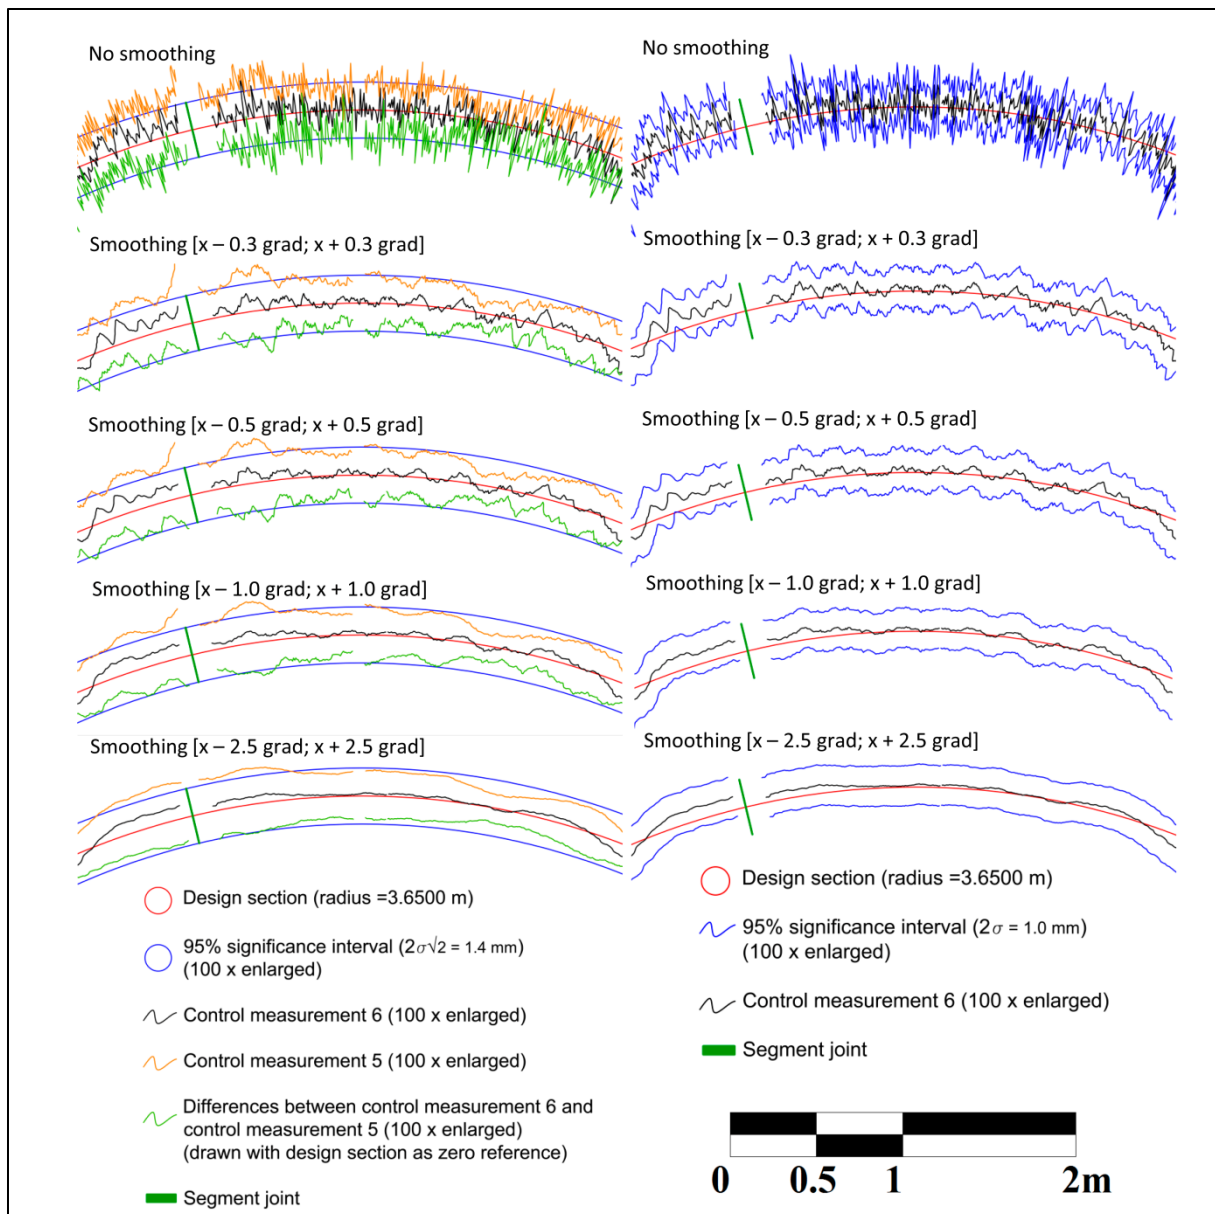 No smoothing
Smoothing [x – 0.3 grad; x + 0.3 grad]
Smoothing [x – 0.5 grad; x + 0.5 grad]
Smoothing [x – 1.0 grad; x + 1.0 grad]
Smoothing [x – 2.5 grad; x + 2.5 grad]
Design section (radius =3.6500 m)
95% significance interval (2σ√2 = 1.4 mm)
(100 x enlarged)
Control measurement 6 (100 x enlarged)
Control measurement 5 (100 x enlarged)
Differences between control measurement 6 and
control measurement 5 (100 x enlarged)
(drawn with design section as zero reference)
Segment joint
No smoothing
Smoothing [x – 0.3 grad; x + 0.3 grad]
Smoothing [x – 0.5 grad; x + 0.5 grad]
Smoothing [x – 1.0 grad; x + 1.0 grad]
Smoothing [x – 2.5 grad; x + 2.5 grad]
Design section (radius =3.6500 m)
95% significance interval (2σ = 1.0 mm)
(100 x enlarged)
Control measurement 6 (100 x enlarged)
Segment joint
0 0.5 1 2m